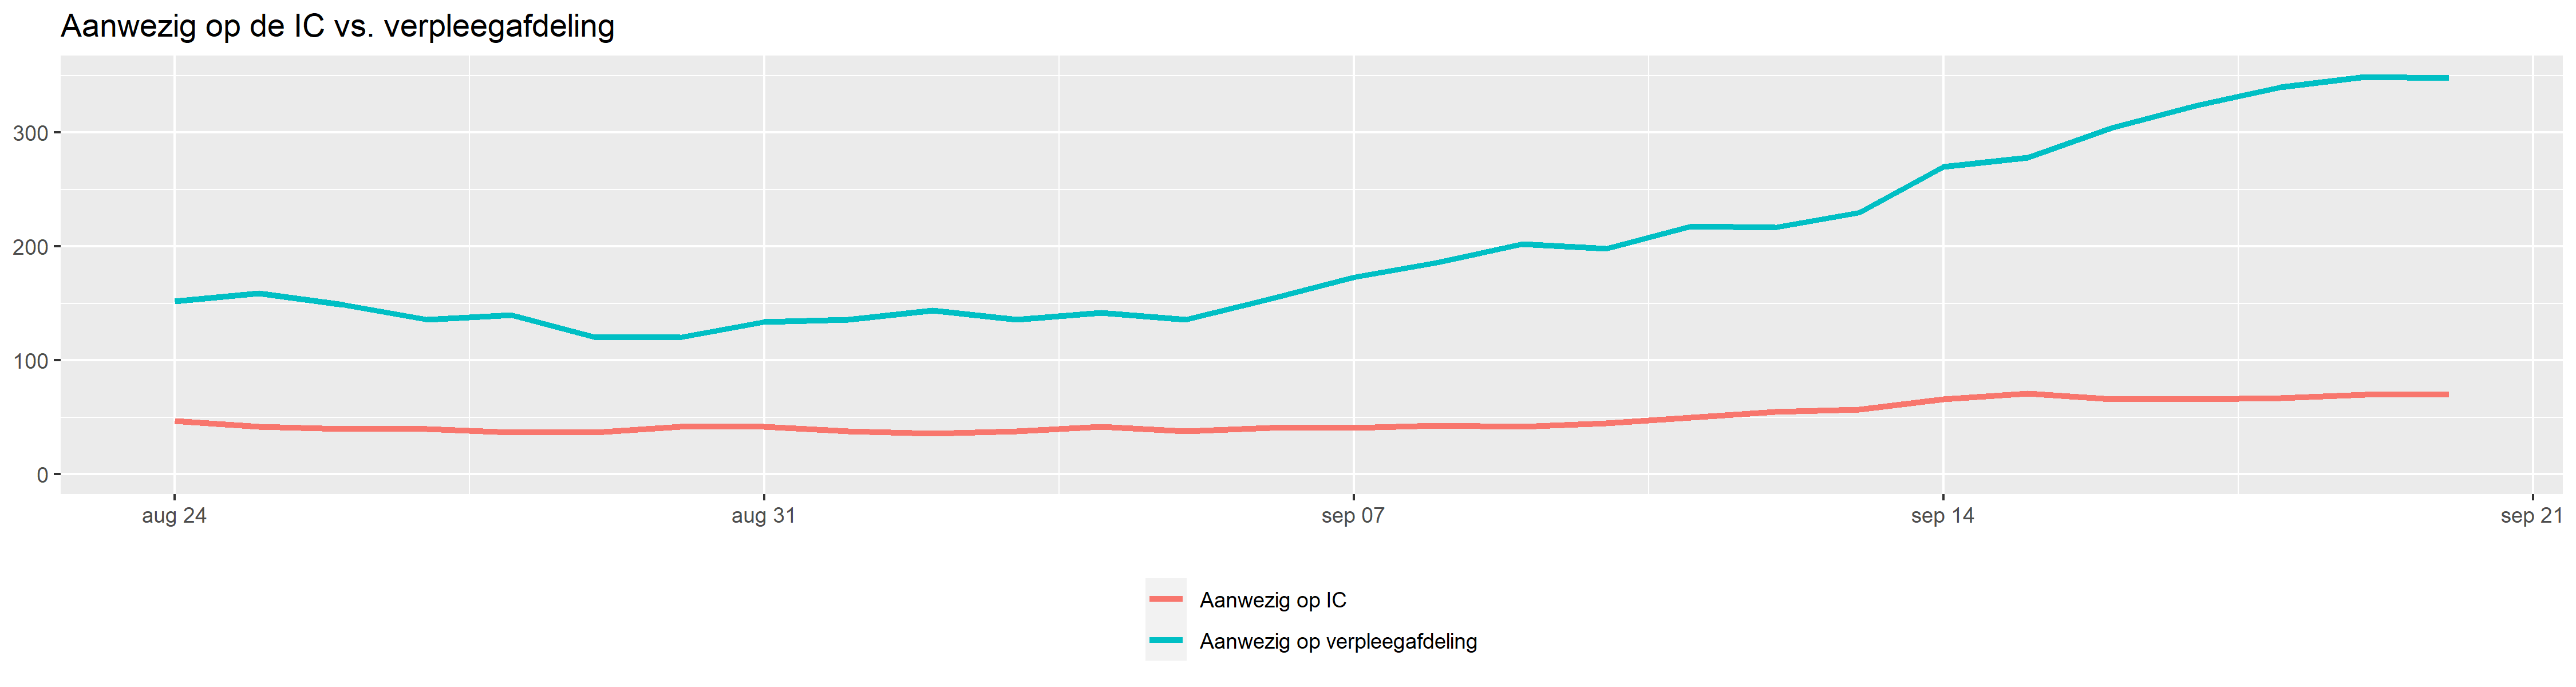 Aanwezig op de IC vs. verpleegafdeling
300
200
100
0
aug 24 aug 31 sep 07 sep 14 sep 21
Aanwezig op IC
Aanwezig op verpleegafdeling